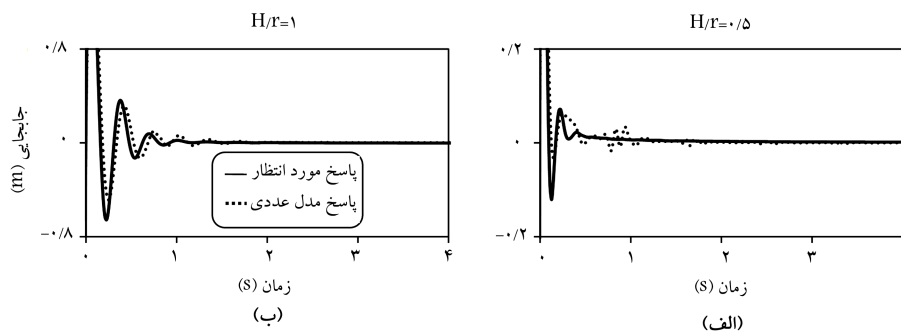 H/r=۱
۰/۸
۰
−۰/۸
جابجایی (m)
پاسخ مورد انتظار
پاسخ مدل عددی
۰ ۱ ۲ ۳ ۴
زمان (s)
(ب)
H/r=۰/۵
۰/۲
۰
−۰/۲
۰ ۱ ۲ ۳
زمان (s)
(الف)